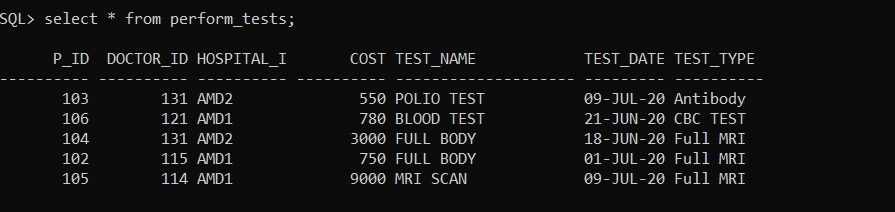 SQL> select * from perform_tests;
P_ID DOCTOR_ID HOSPITAL_I COST TEST_NAME TEST_DATE TEST_TYPE
---------- ---------- ---------- ---------- -------------------- --------- ----------
103 131 AMD2 550 POLIO TEST 09-JUL-20 Antibody
106 121 AMD1 780 BLOOD TEST 21-JUN-20 CBC TEST
104 131 AMD2 3000 FULL BODY 18-JUN-20 Full MRI
102 115 AMD1 750 FULL BODY 01-JUL-20 Full MRI
105 114 AMD1 9000 MRI SCAN 09-JUL-20 Full MRI